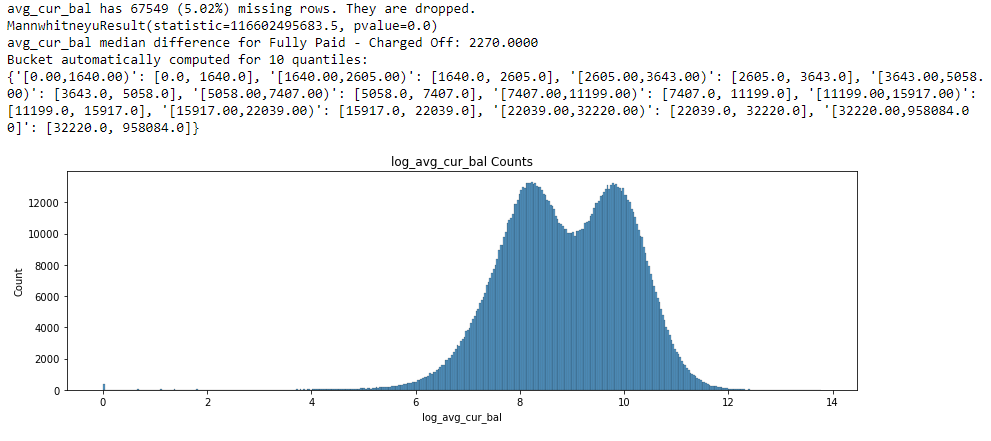 avg_cur_bal has 67549 (5.02%) missing rows. They are dropped.
MannwhitneyuResult(statistic=116602495683.5, pvalue=0.0)
avg_cur_bal median difference for Fully Paid - Charged Off: 2270.0000
Bucket automatically computed for 10 quantiles:
{'[0.00,1640.00)': [0.0, 1640.0], '[1640.00,2605.00)': [1640.0, 2605.0], '[2605.00,3643.0)': [2605.0, 3643.0], '[3643.00,5058.
00)': [3643.0, 5058.0], '[5058.00,7407.0)': [5058.0, 7407.0], '[7407.00,11199.0)': [7407.0, 11199.0], '[11199.00,15917.0)':
[11199.0, 15917.0], '[15917.00,22039.00)': [15917.0, 22039.0], '[22039.00,32220.0)': [22039.0, 32220.0], '[32220.00,958084.0
0]': [32220.0, 958084.0]}
log_avg_cur_bal Counts
12000
10000
8000
6000
4000
2000
0
Count
0 2 4 6 8 10 12 14
log_avg_cur_bal